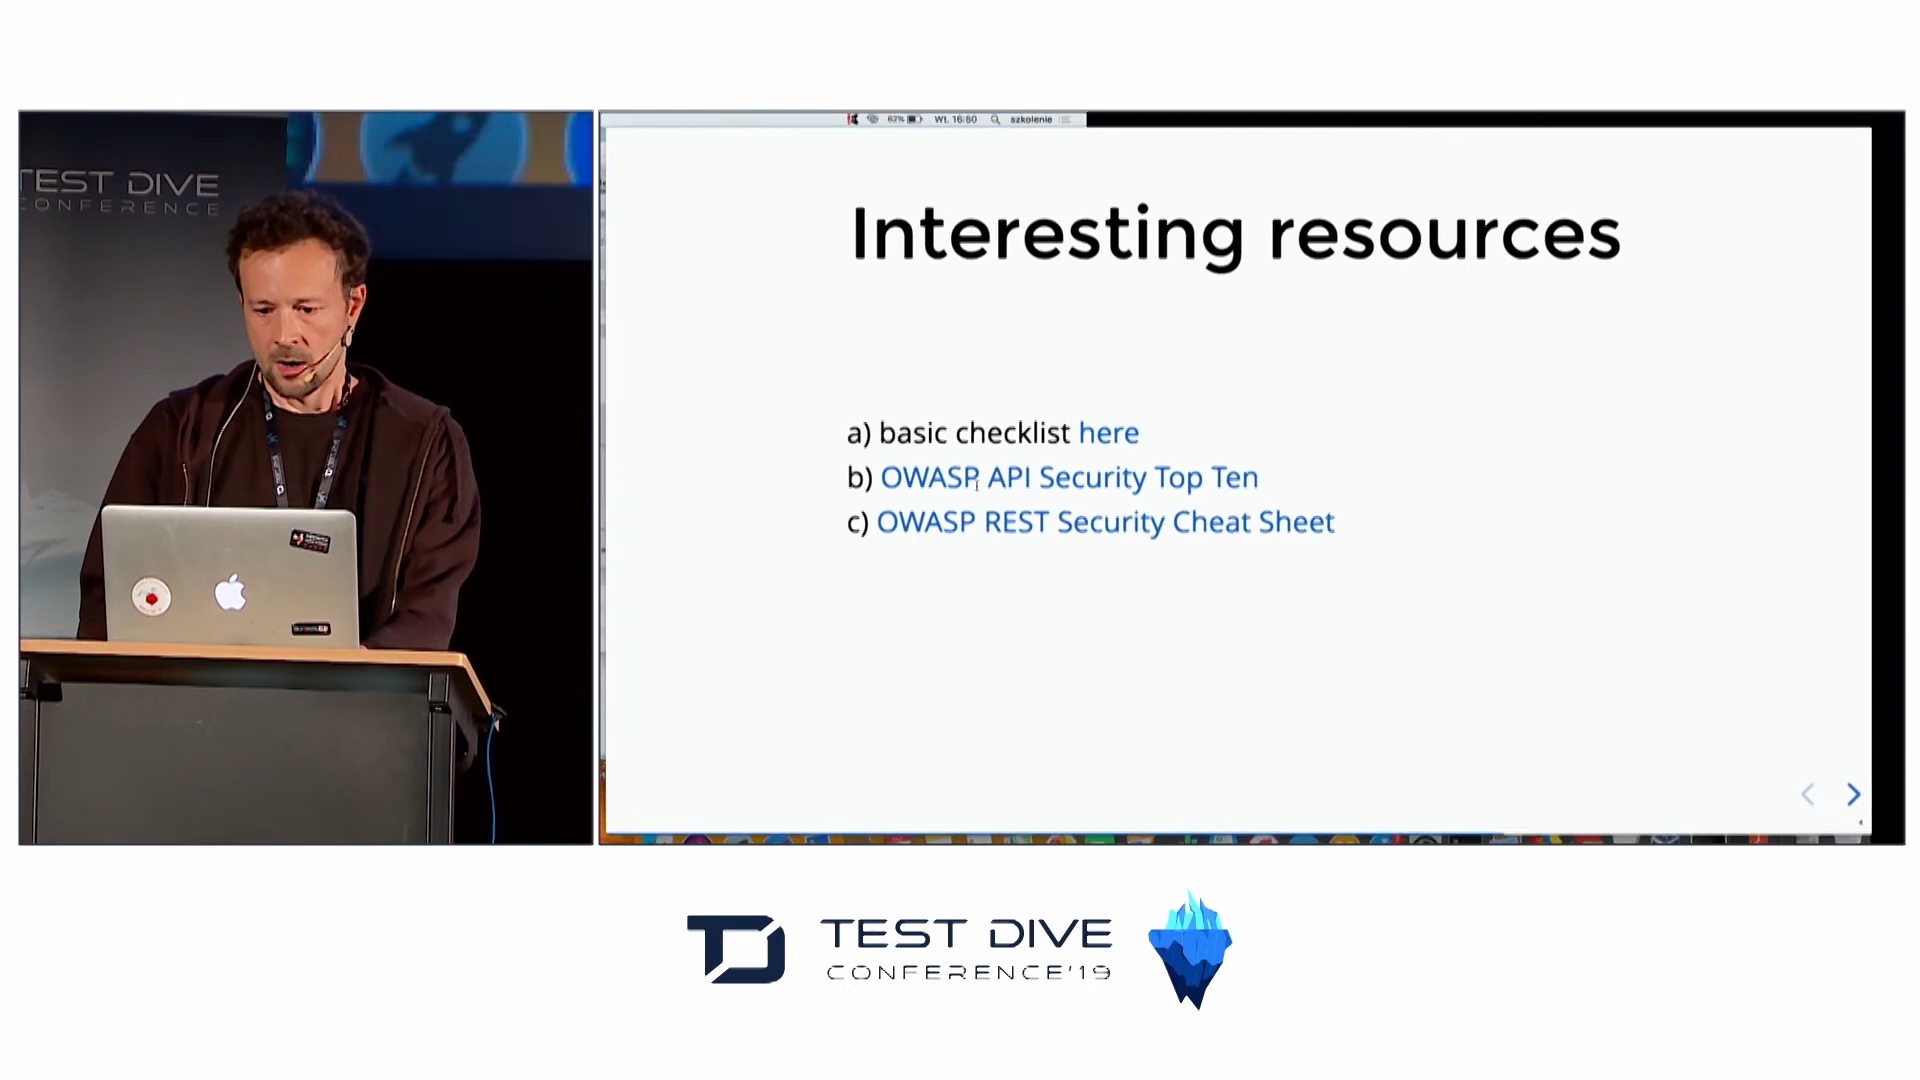 TEST DIVE
CONFERENCE
62% Wt. 16:50 szkolenie
Interesting resources
a) basic checklist here
b) OWASP API Security Top Ten
c) OWASP REST Security Cheat Sheet
TEST DIVE
CONFERENCE'19